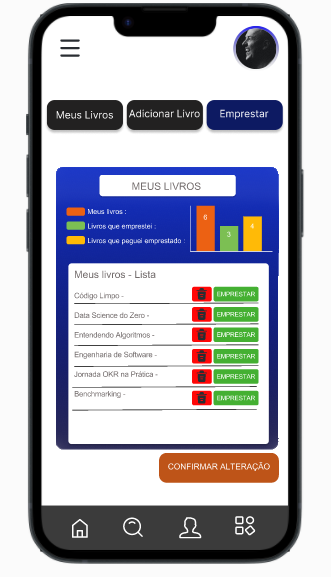 Meus Livros
Adicionar Livro
Emprestar
MEUS LIVROS
Meus livros :
Livros que emprestei :
Livros que peguei emprestado :
6
3
4
Meus livros - Lista
Código Limpo -
EMPRESTAR
Data Science do Zero -
EMPRESTAR
Entendendo Algoritmos -
EMPRESTAR
Engenhana de Software -
EMPRESTAR
Jornada OKR na Prática -
EMPRESTAR
Benchmarking -
EMPRESTAR
CONFIRMAR ALTERAÇÃO